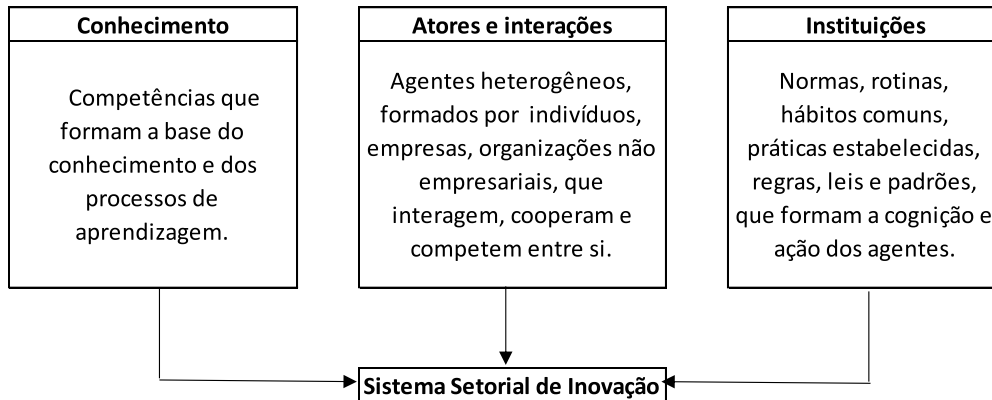 Conhecimento
Competências que
formam a base do
conhecimento e dos
processos de
aprendizagem.
Atores e interações
Agentes heterogêneos,
formados por indivíduos,
empresas, organizações não
empresariais, que
interagem, cooperam e
competem entre si.
Instituições
Normas, rotinas,
hábitos comuns,
práticas estabelecidas,
regras, leis e padrões,
que formam a cognição e
ação dos agentes.
Sistema Setorial de Inovação